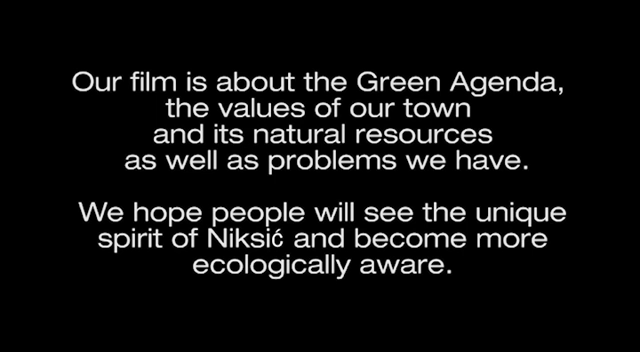 Our film is about the Green Agenda,
the values of our town
and its natural resources
as well as problems we have.
We hope people will see the unique
spirit of Niksić and become more
ecologically aware.